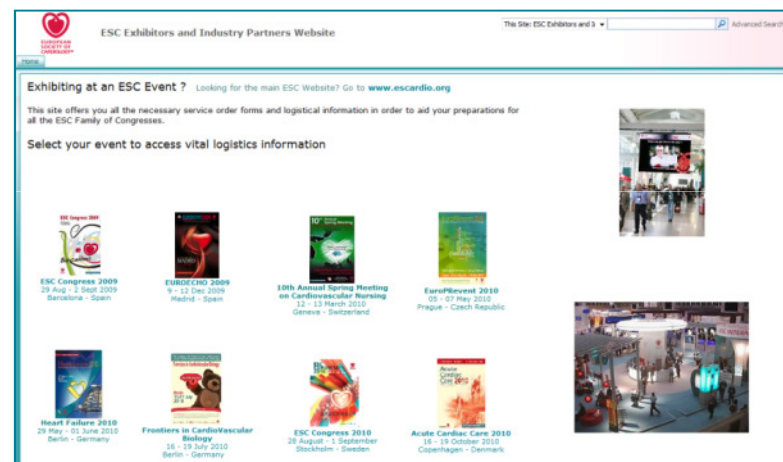 EUROPEAN
SOCIETY OF
CARDIOLOGY
ESC Exhibitors and Industry Partners Website
This Site: ESC Exhibitors and I
Advanced Search
Home
Exhibiting at an ESC Event ? Looking for the main ESC Website? Go to www.escardio.org
This site offers you all the necessary service order forms and logistical information in order to aid your preparations for
all the ESC Family of Congresses.
Select your event to access vital logistics information
ESC Congress 2009
29 Aug - 2 Sept 2009
Barcelona - Spain
EUROECHO 2009
9 - 12 Dec 2009
Madrid - Spain
10th Annual Spring Meeting
on Cardiovascular Nursing
12 - 13 March 2010
Geneva - Switzerland
EuroPRevent 2010
05 - 07 May 2010
Prague - Czech Republic
Heart Failure 2010
29 May - 01 June 2010
Berlin - Germany
Frontiers in CardioVascular
Biology
16 - 19 July 2010
Berlin - Germany
ESC Congress 2010
28 August - 1 September
Stockholm - Sweden
Acute
Cardiac
Care 2010
Acute Cardiac Care 2010
16 - 19 October 2010
Copenhagen - Denmark